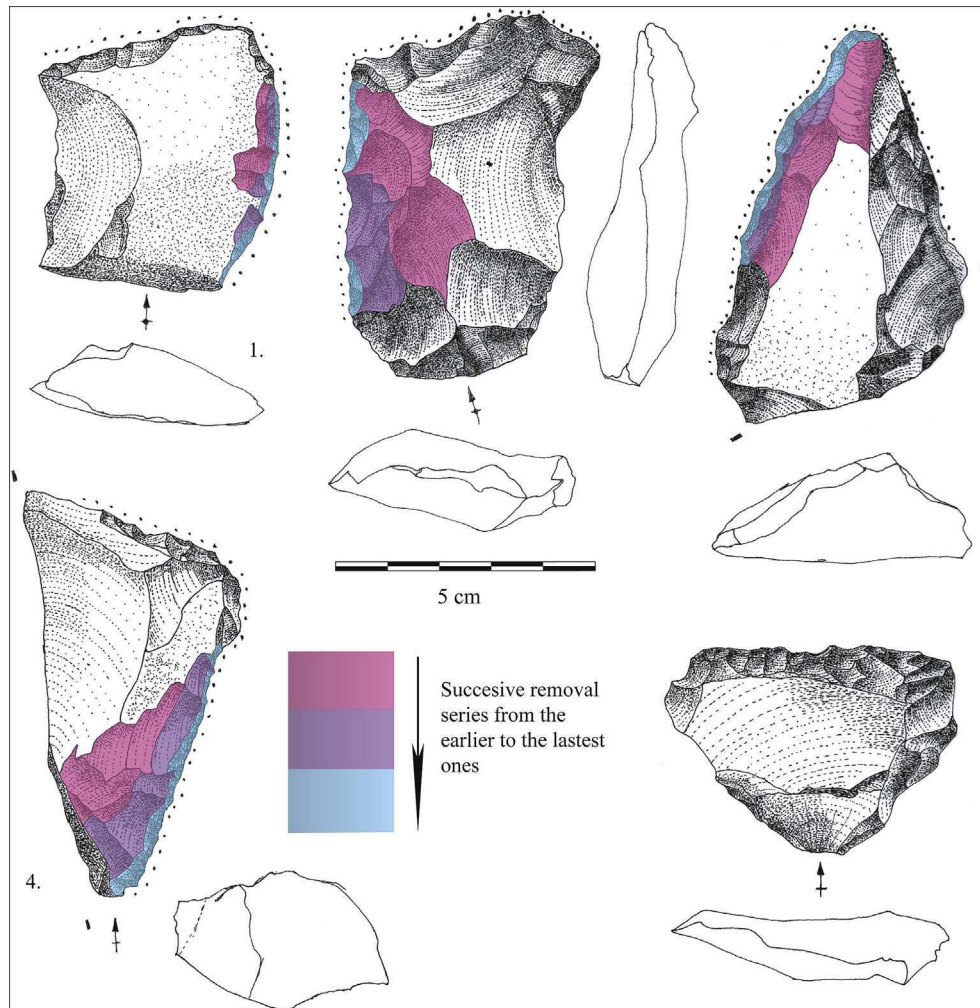 1.
5 cm
Succesive removal
series from the
earlier to the lastest
ones
4.